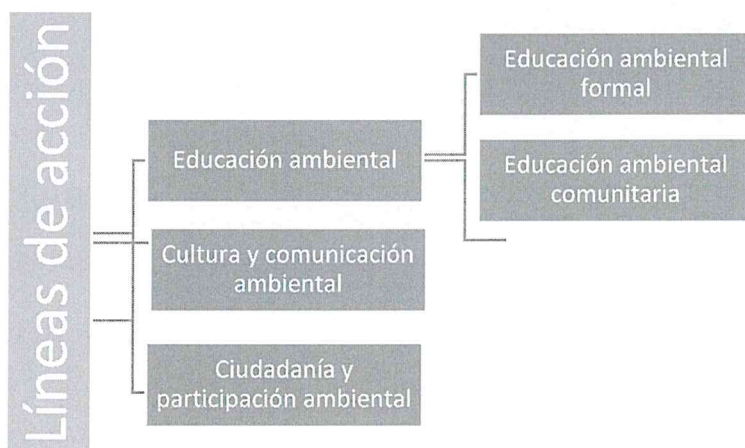 Líneas de acción
Educación ambiental
Cultura y comunicación
ambiental
Ciudadanía y
participación ambiental
Educación ambiental
formal
Educación ambiental
comunitaria